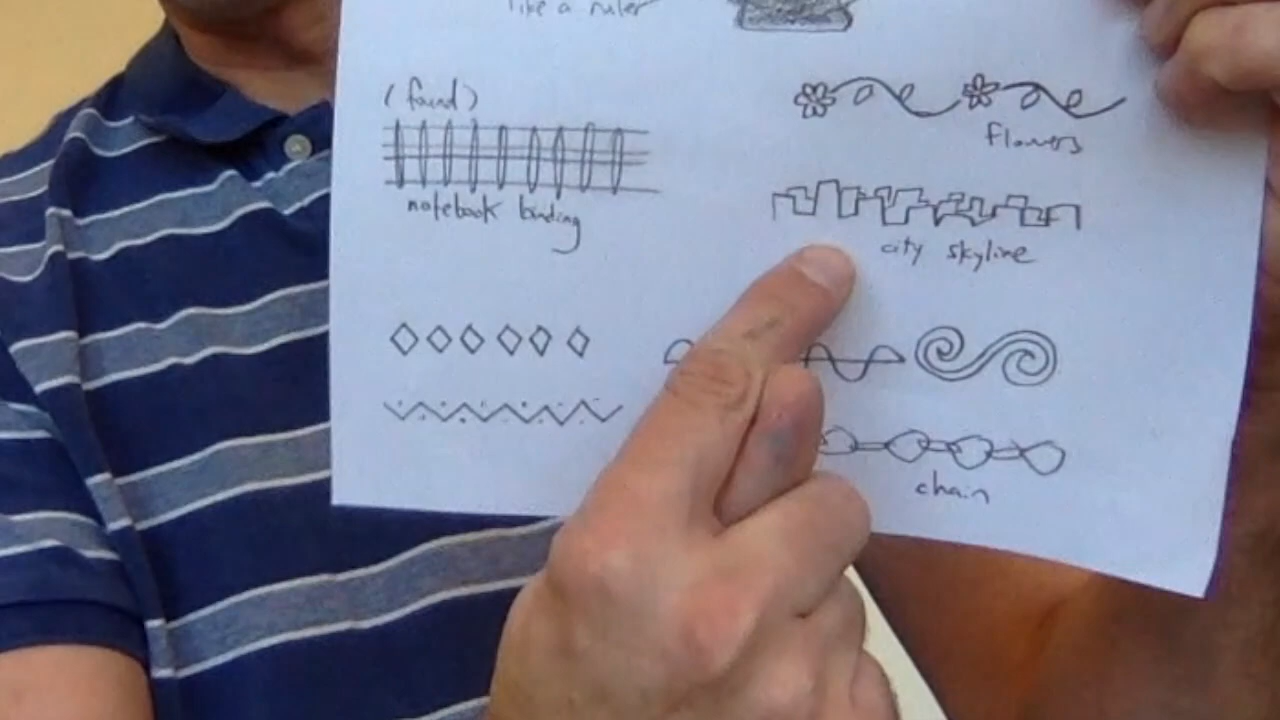 like a ruler
(found)
notebook binding
flowers
city skyline
chain